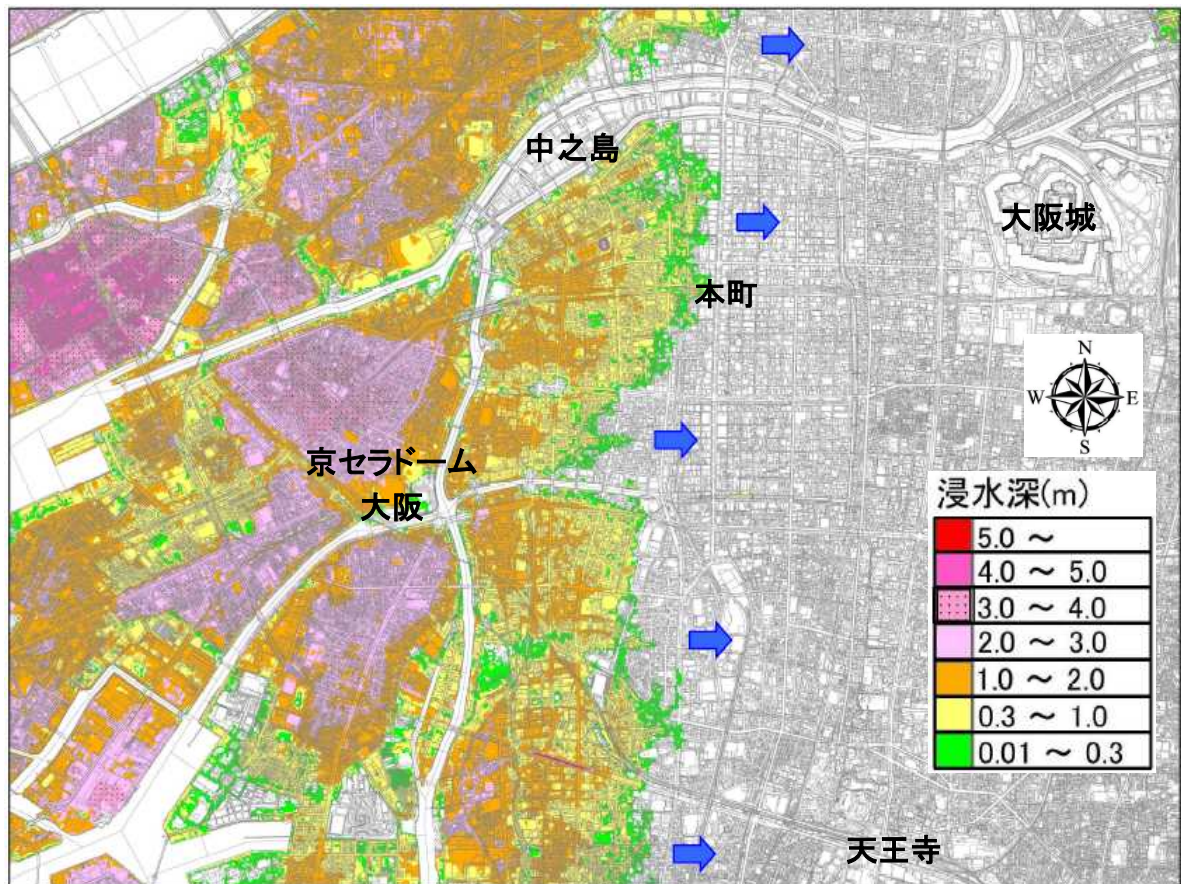 中之島
大阪城
本町
N
W E
S
京セラドーム
大阪
浸水深(m)
5.0 ～
4.0 ～ 5.0
3.0 ～ 4.0
2.0 ～ 3.0
1.0 ～ 2.0
0.3 ～ 1.0
0.01 ～ 0.3
天王寺